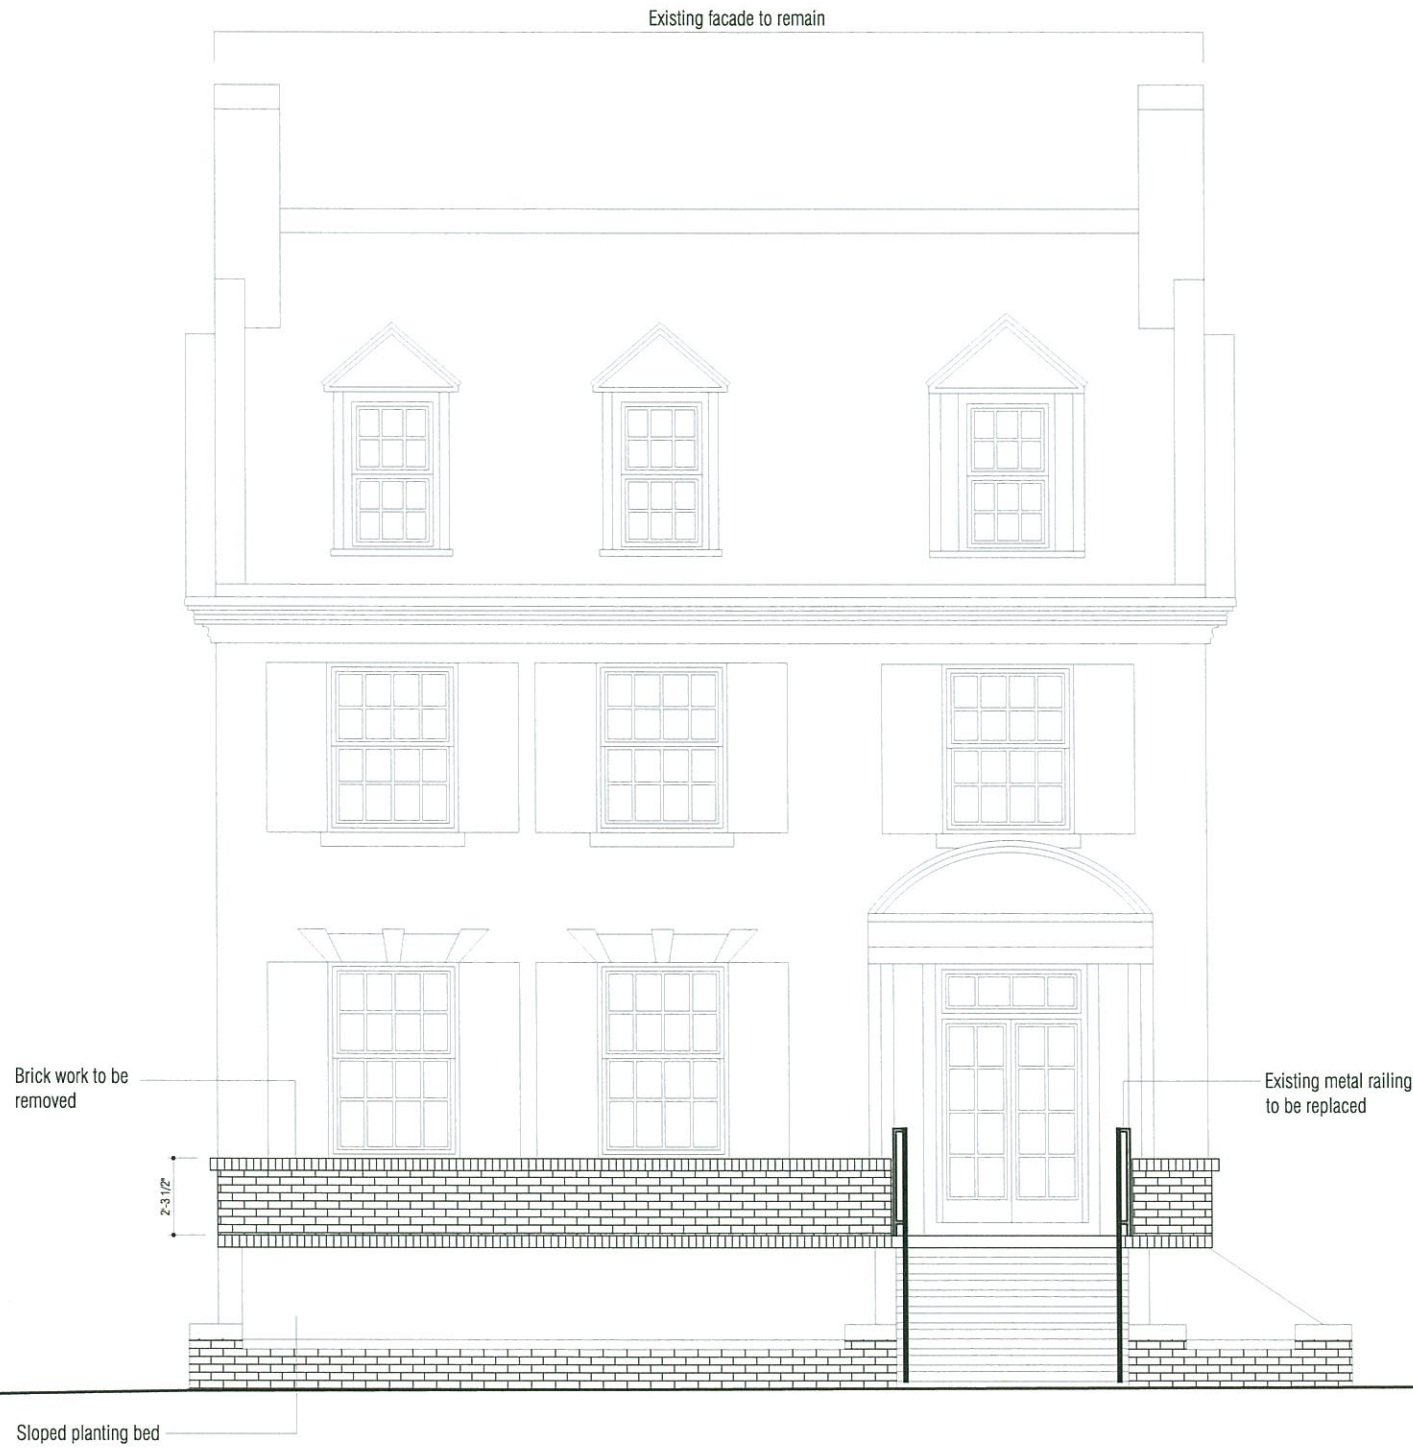 Existing facade to remain
Brick work to be
removed
Existing metal railing
to be replaced
2'-3 1/2"
Sloped planting bed